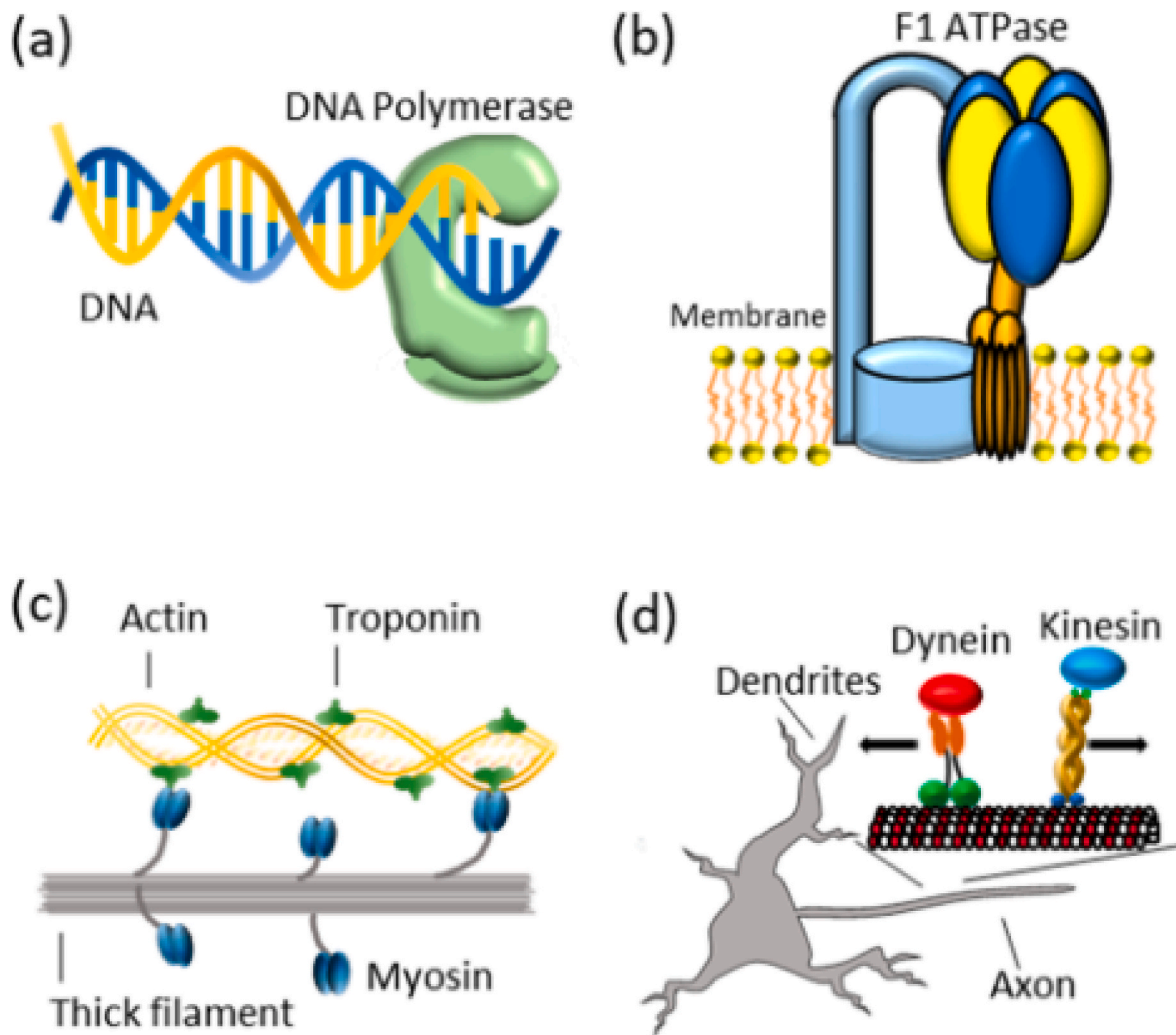 (a)
DNA Polymerase
DNA
(b)
F1 ATPase
Membrane
(c)
Actin
Troponin
Myosin
Thick filament
(d)
Kinesin
Dynein
Dendrites
Axon